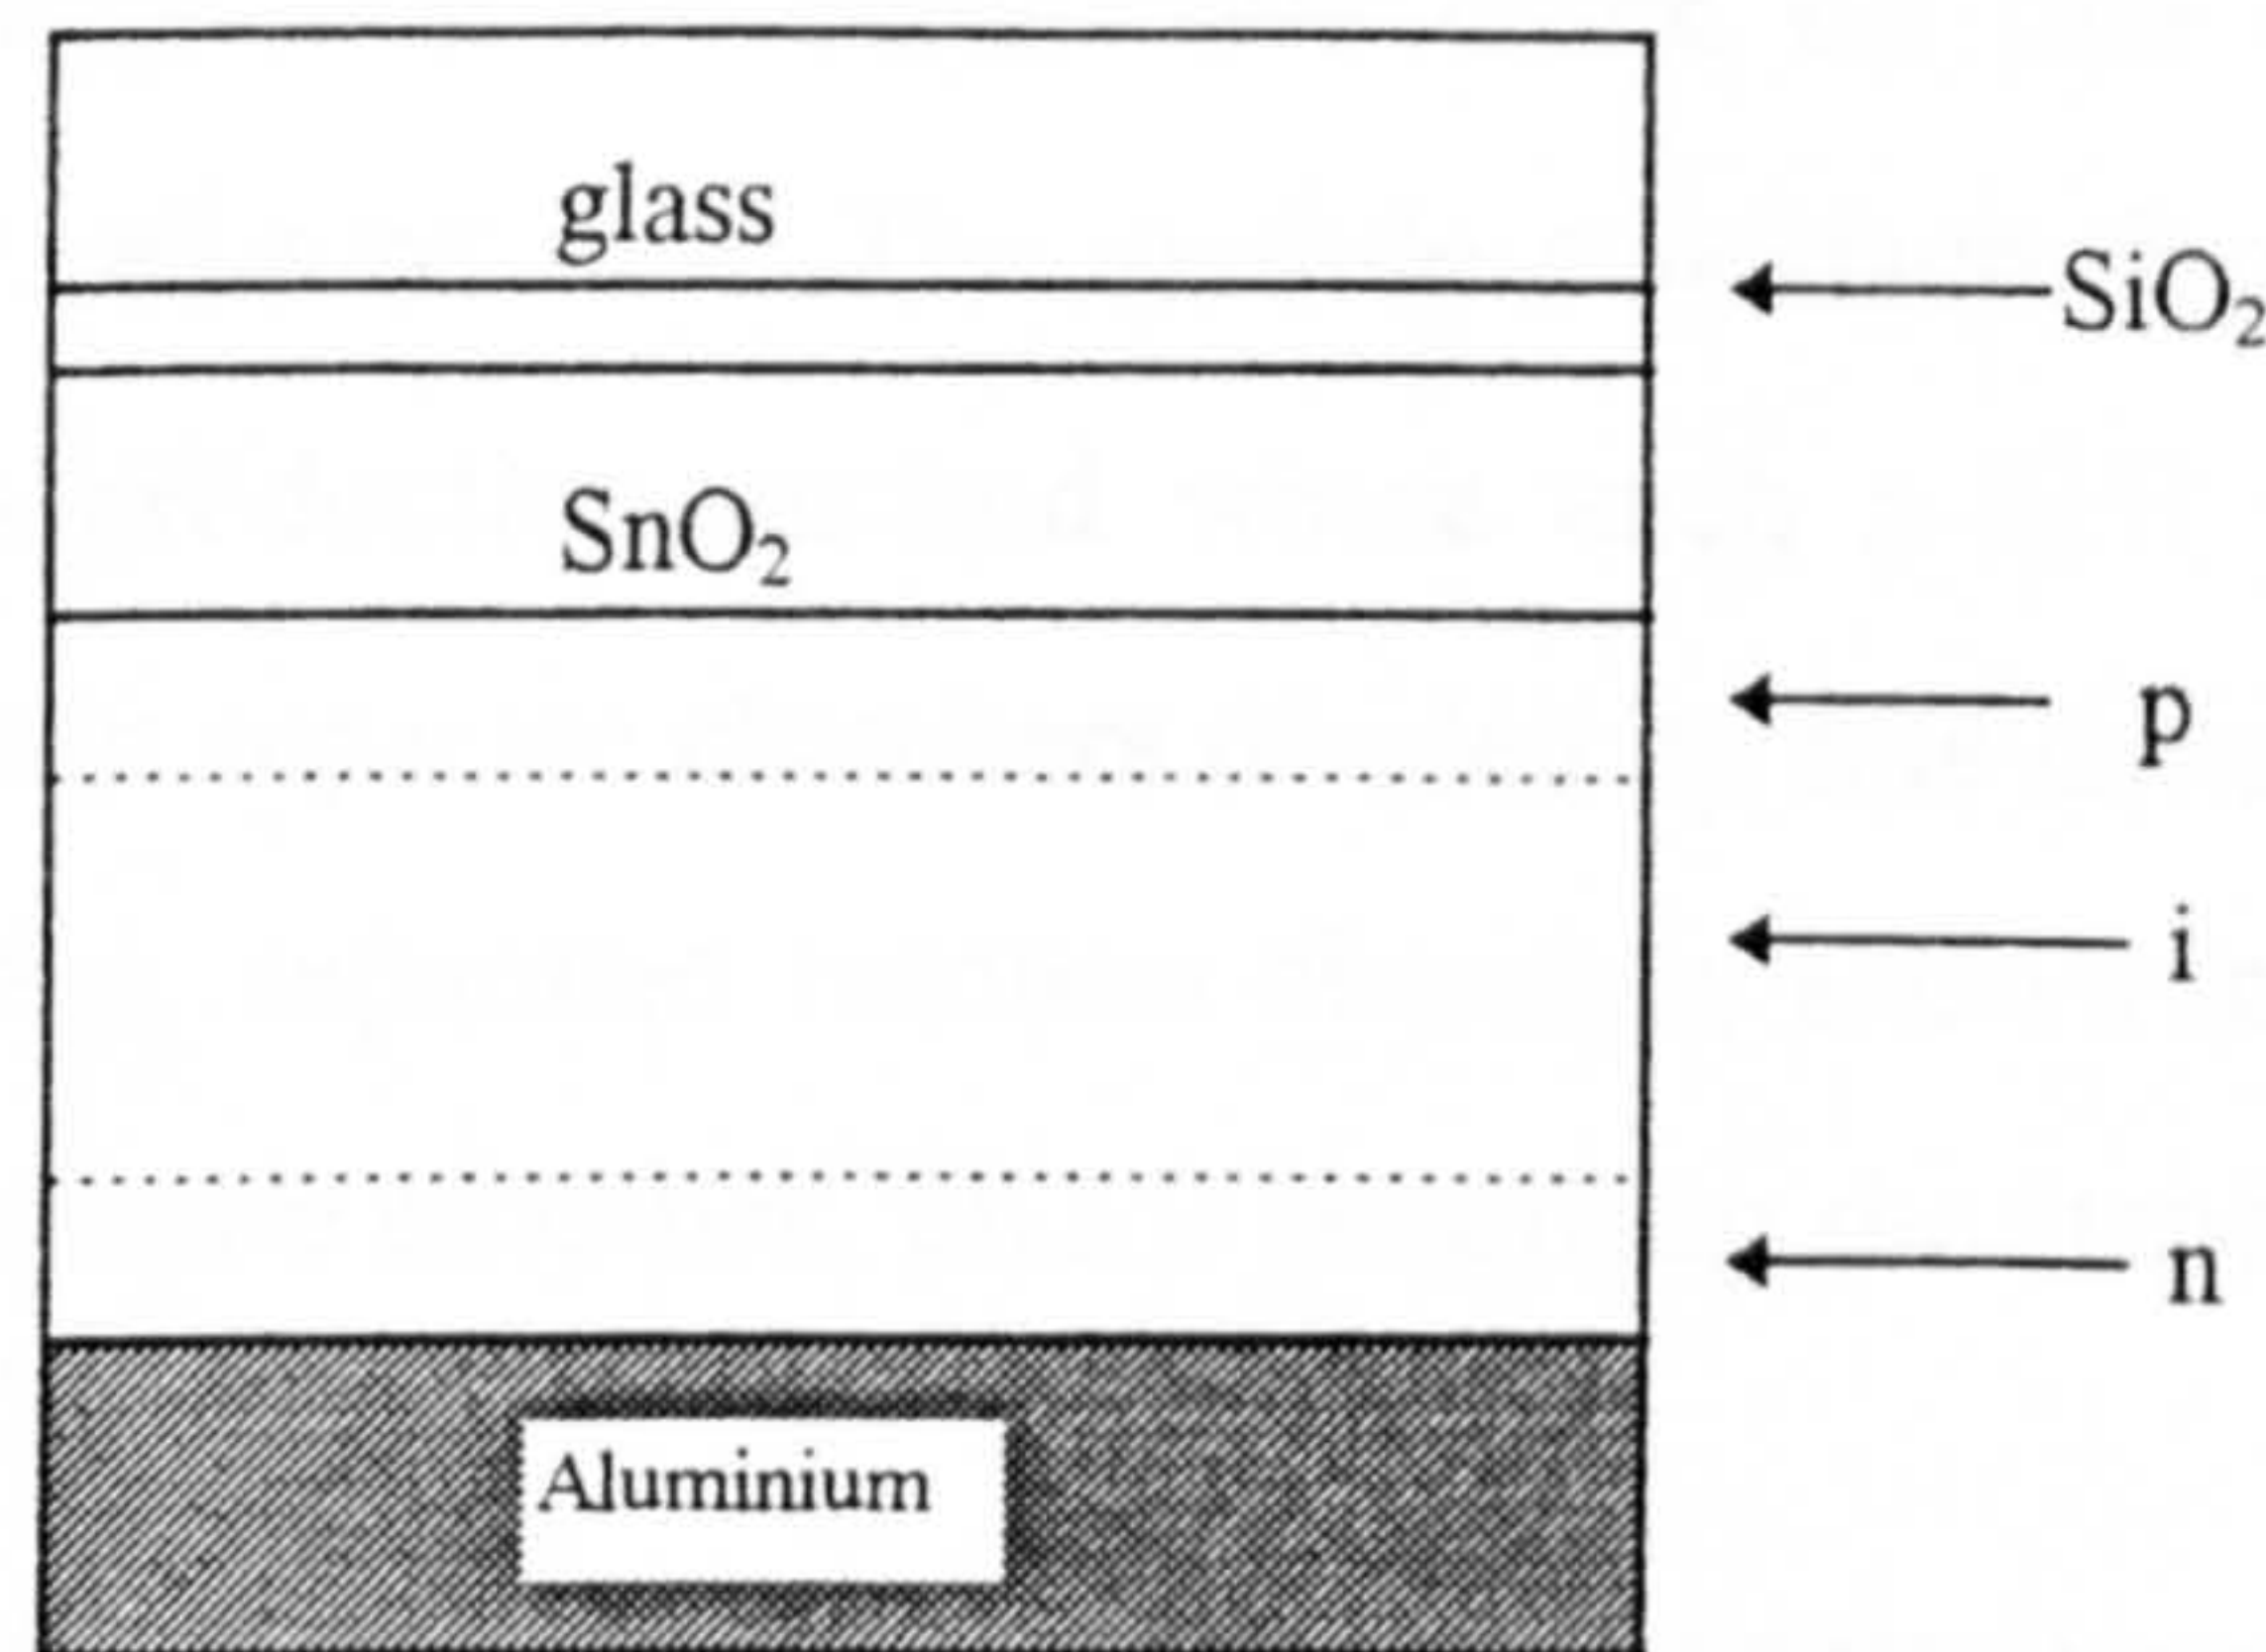 glass
SiO₂
SnO₂
p
i
n
Aluminium